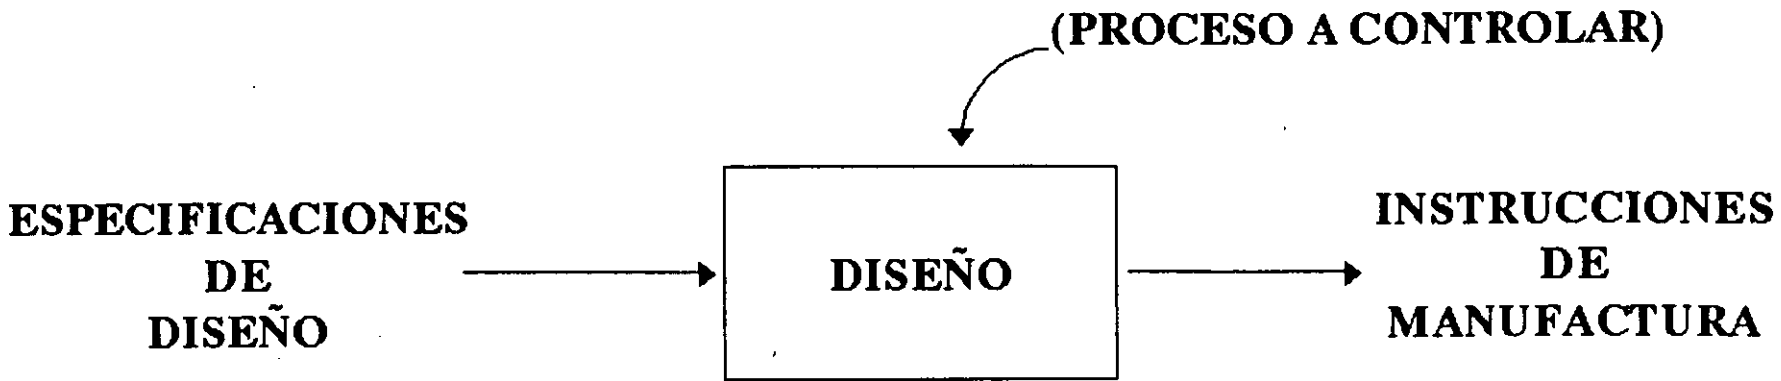 (PROCESO A CONTROLAR)
ESPECIFICACIONES
DE
DISEÑO
DISEÑO
INSTRUCCIONES
DE
MANUFACTURA